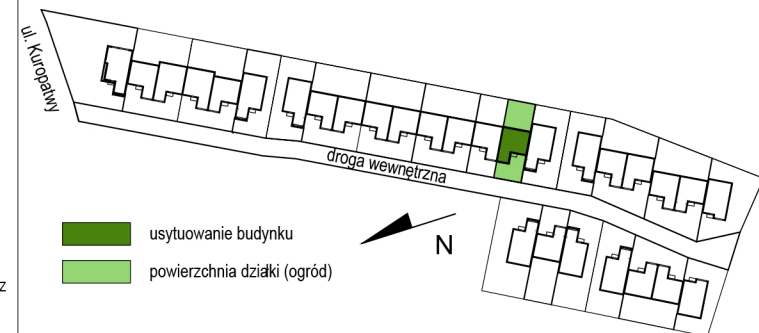 ul. Kuropatwy
droga wewnętrzna
usytuowanie budynku
N
powierzchnia działki (ogród)
z